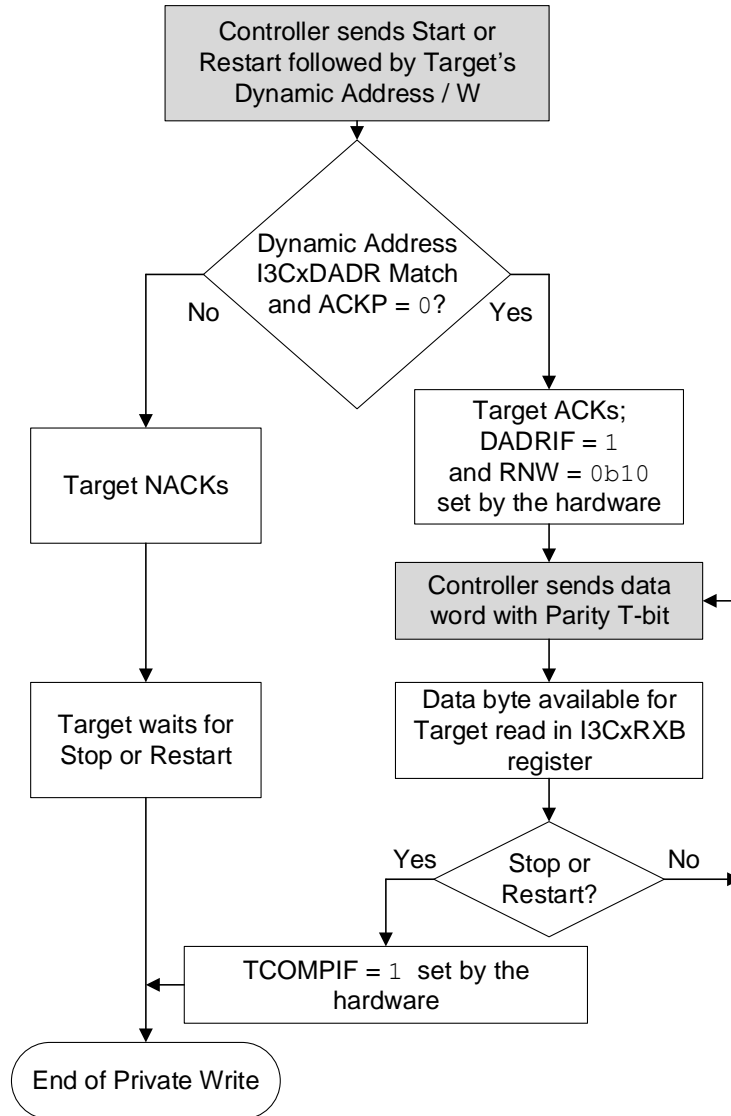 Controller sends Start or
Restart followed by Target's
Dynamic Address / W
Dynamic Address
I3CxDADR Match
and ACKP = 0?
No
Yes
Target NACKs
Target ACKs;
DADRIF = 1
and RNW = 0b10
set by the hardware
Controller sends data
word with Parity T-bit
Target waits for
Stop or Restart
Data byte available for
Target read in I3CxRXB
register
Yes
Stop or
Restart?
No
TCOMPIF = 1 set by the
hardware
End of Private Write